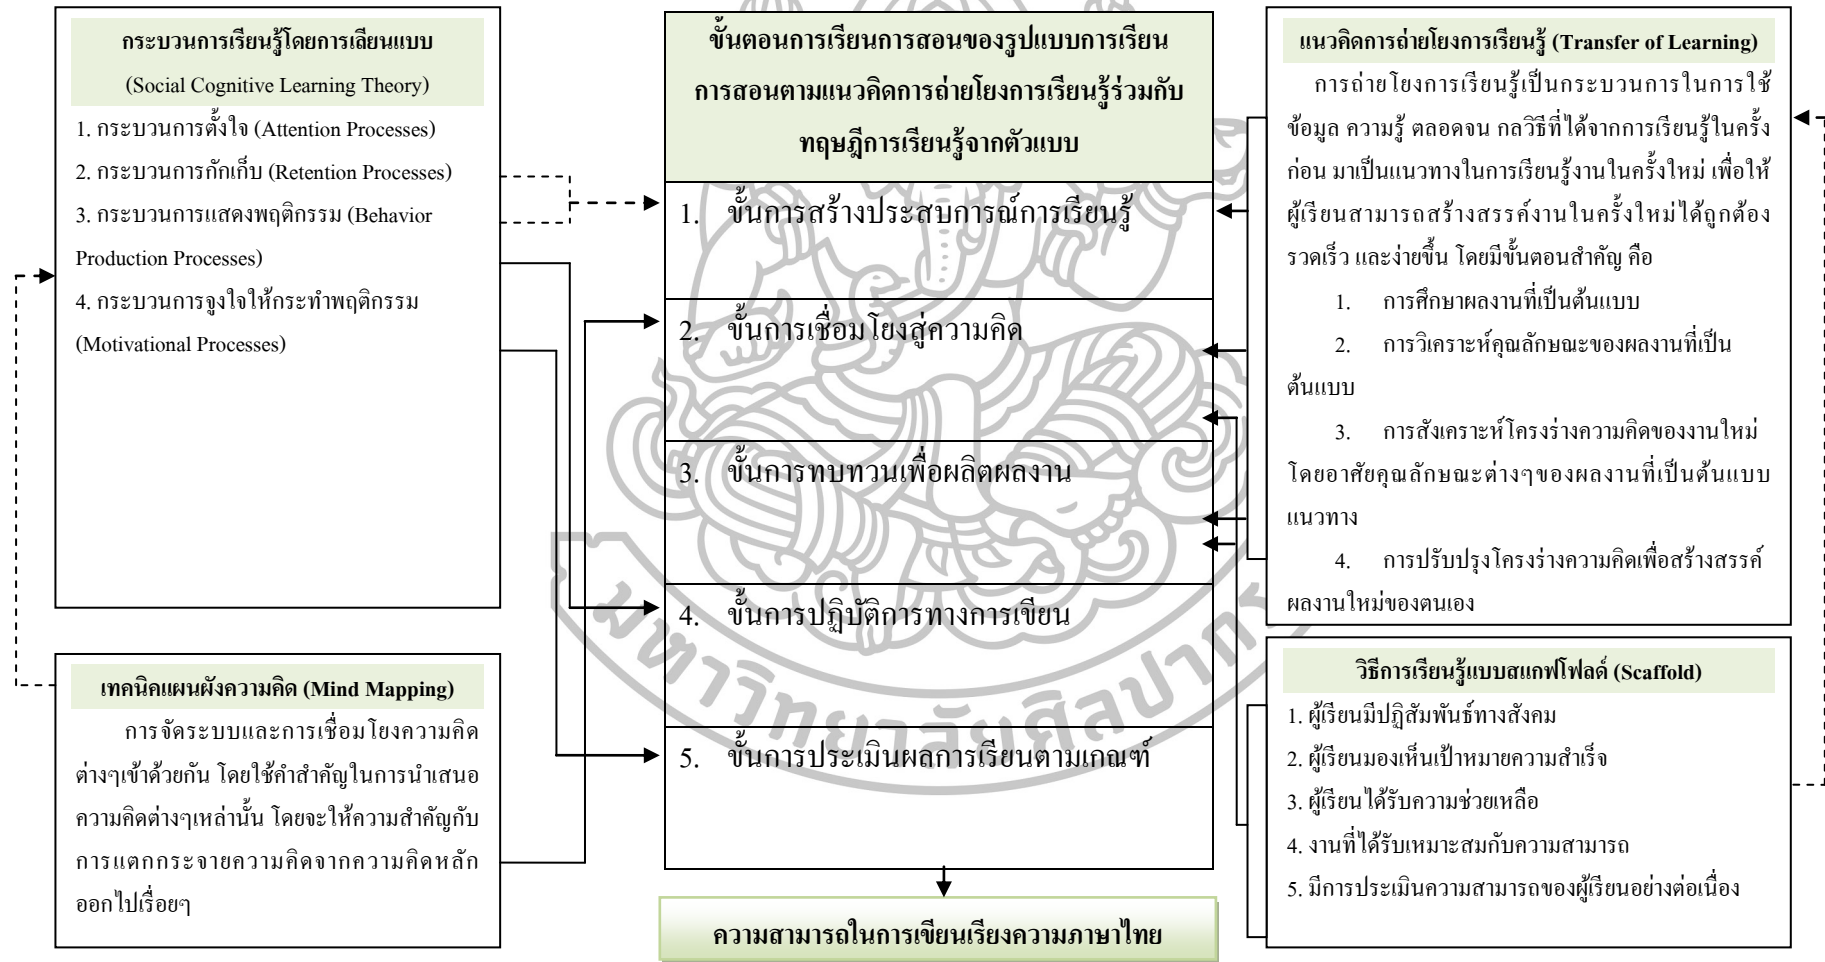 กระบวนการเรียนรู้โดยการเลียนแบบ
(Social Cognitive Learning Theory)
1. กระบวนการตั้งใจ (Attention Processes)
2. กระบวนการกักเก็บ (Retention Processes)
3. กระบวนการแสดงพฤติกรรม (Behavior
Production Processes)
4. กระบวนการจูงใจให้กระทำพฤติกรรม
(Motivational Processes)
เทคนิคแผนผังความคิด (Mind Mapping)
การจัดระบบและการเชื่อมโยงความคิด
ต่างๆเข้าด้วยกัน โดยใช้คำสำคัญในการนำเสนอ
ความคิดต่างๆเหล่านั้น โดยจะให้ความสำคัญกับ
การแตกกระจายความคิดจากความคิดหลัก
ออกไปเรื่อยๆ
ขั้นตอนการเรียนการสอนของรูปแบบการเรียน
การสอนตามแนวคิดการถ่ายโยงการเรียนรู้ร่วมกับ
ทฤษฎีการเรียนรู้จากตัวแบบ
1. ขั้นการสร้างประสบการณ์การเรียนรู้
2. ขั้นการเชื่อมโยงสู่ความคิด
3. ขั้นการทบทวนเพื่อผลิตผลงาน
4. ขั้นการปฏิบัติการทางการเขียน
5. ขั้นการประเมินผลการเรียนตามเกณฑ์
ความสามารถในการเขียนเรียงความภาษาไทย
แนวคิดการถ่ายโยงการเรียนรู้ (Transfer of Learning)
การถ่ายโยงการเรียนรู้เป็นกระบวนการในการใช้
ข้อมูล ความรู้ ตลอดจน กลวิธีที่ได้จากการเรียนรู้ในครั้ง
ก่อน มาเป็นแนวทางในการเรียนรู้งานในครั้งใหม่ เพื่อให้
ผู้เรียนสามารถสร้างสรรค์งานในครั้งใหม่ได้ถูกต้อง
รวดเร็ว และง่ายขึ้น โดยมีขั้นตอนสำคัญ คือ
1. การศึกษาผลงานที่เป็นต้นแบบ
2. การวิเคราะห์คุณลักษณะของผลงานที่เป็น
ต้นแบบ
3. การสังเคราะห์โครงร่างความคิดของงานใหม่
โดยอาศัยคุณลักษณะต่างๆของผลงานที่เป็นต้นแบบ
แนวทาง
4. การปรับปรุงโครงร่างความคิดเพื่อสร้างสรรค์
ผลงานใหม่ของตนเอง
วิธีการเรียนรู้แบบสแกฟโฟลด์ (Scaffold)
1. ผู้เรียนมีปฏิสัมพันธ์ทางสังคม
2. ผู้เรียนมองเห็นเป้าหมายความสำเร็จ
3. ผู้เรียนได้รับความช่วยเหลือ
4. งานที่ได้รับเหมาะสมกับความสามารถ
5. มีการประเมินความสามารถของผู้เรียนอย่างต่อเนื่อง
มหาวิทยาลัยศิลปากร